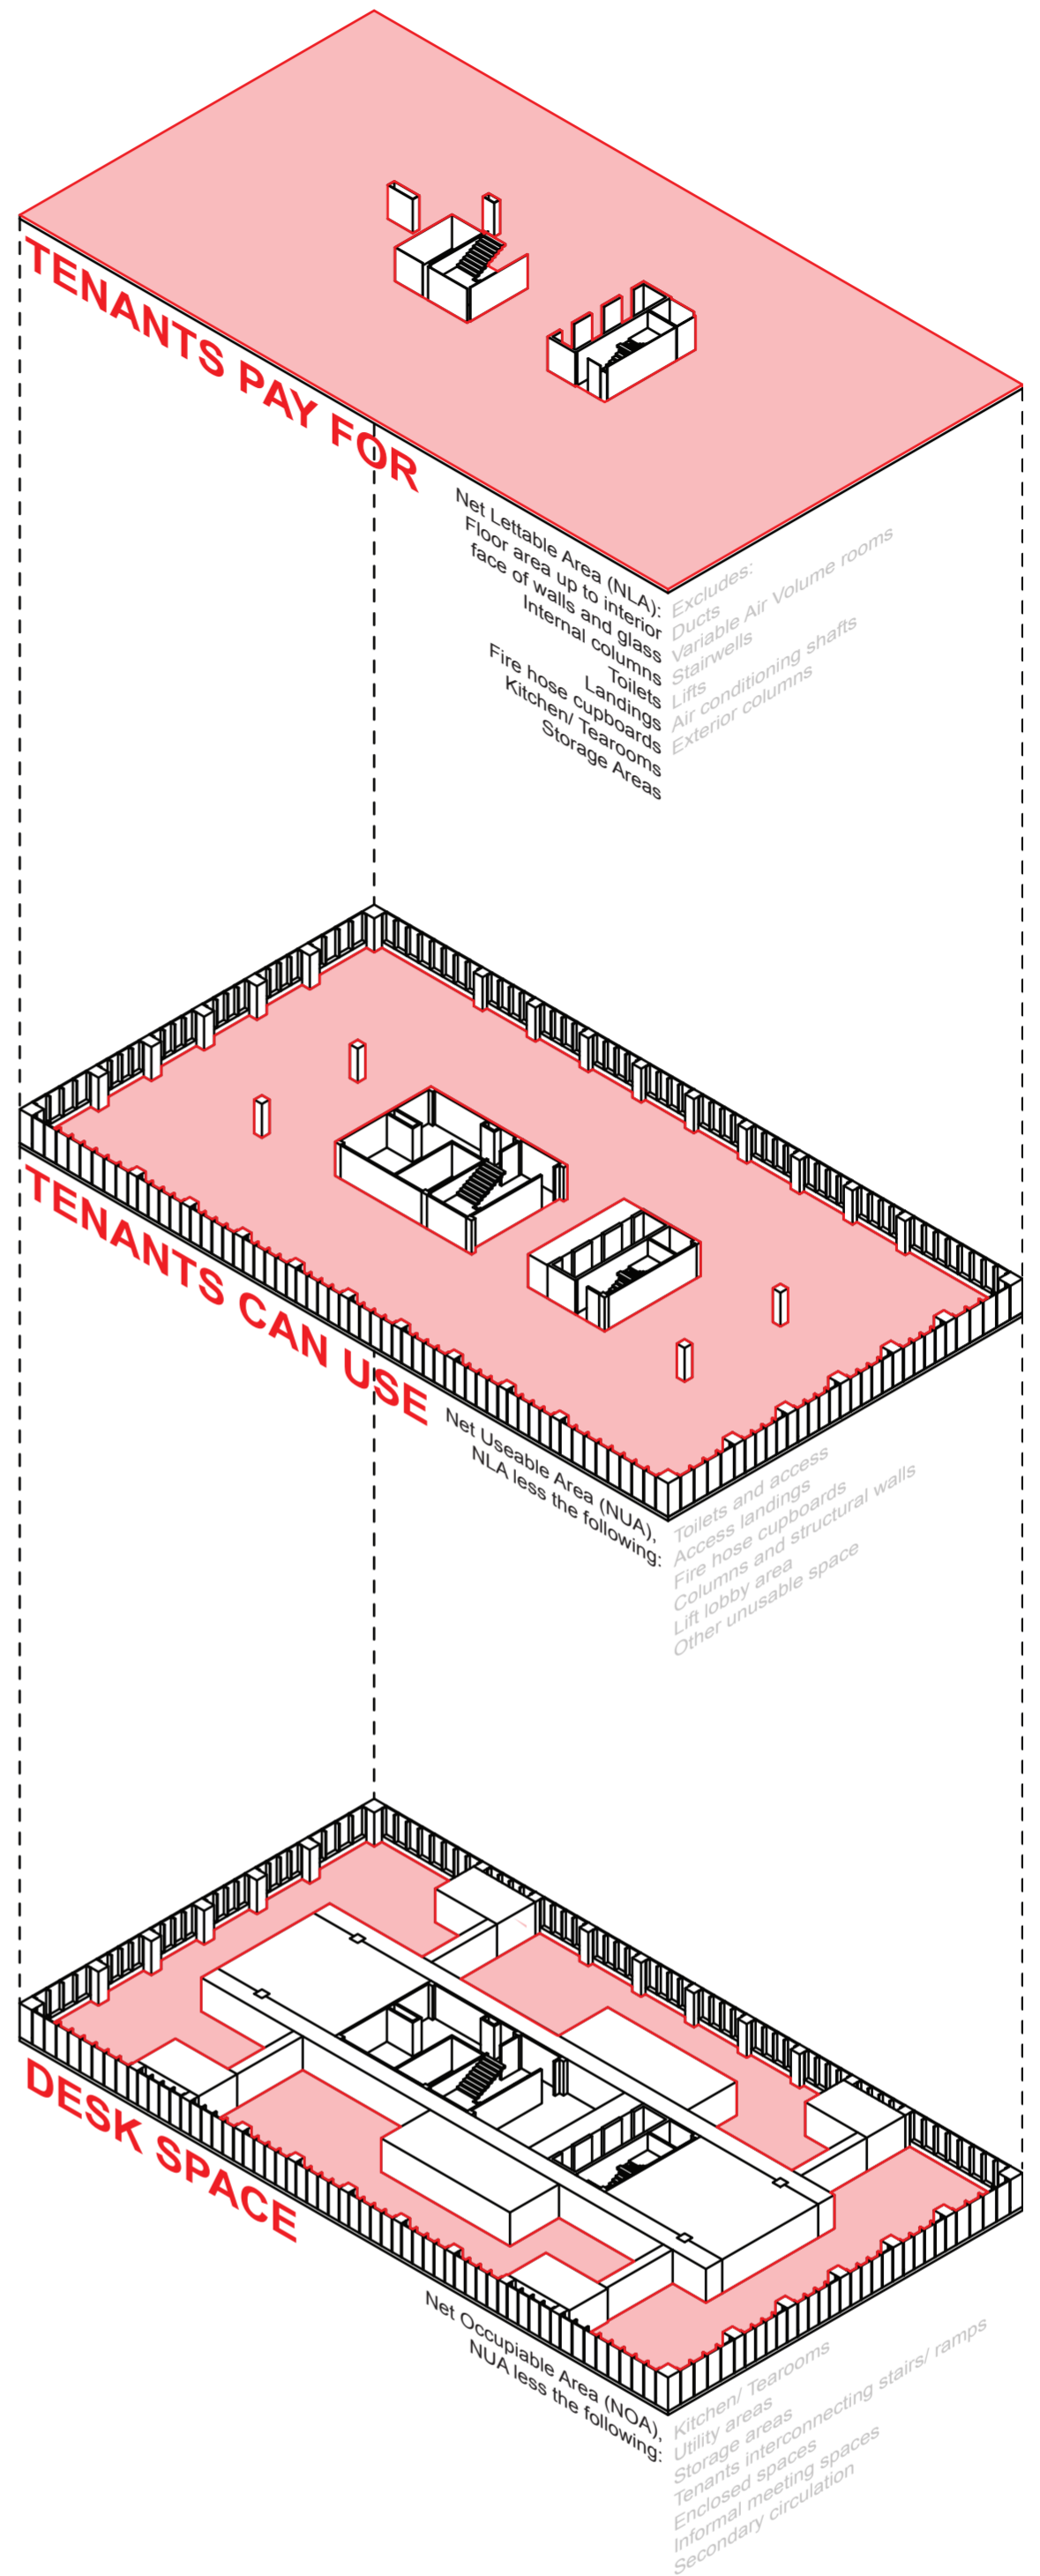 TENANTS PAY FOR
Net Lettable Area (NLA):
Floor area up to interior
face of walls and glass
Internal columns
Toilets
Landings
Fire hose cupboards
Kitchen/ Tearooms
Storage Areas
Excludes:
Ducts
Variable Air Volume rooms
Stairwells
Lifts
Air conditioning shafts
Exterior columns
TENANTS CAN USE
Net Useable Area (NUA),
NLA less the following:
Toilets and access
Access landings
Fire hose cupboards
Columns and structural walls
Lift lobby area
Other unusable space
DESK SPACE
Net Occupiable Area (NOA),
NUA less the following:
Kitchen/ Tearooms
Utility areas
Storage areas
Tenants interconnecting stairs/ ramps
Enclosed spaces
Informal meeting spaces
Secondary circulation